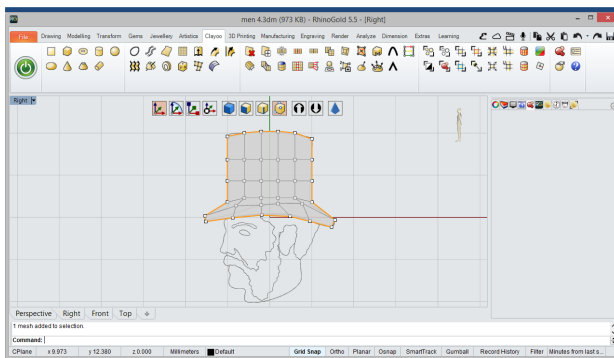 men 4.3dm (973 KB) - RhinoGold 5.5 - [Right]
File Drawing Modelling Transform Gems Jewellery Artistics Clayoo 3D Printing Manufacturing Engraving Render Analyze Dimension Extras Learning
Right
Perspective Right Front Top
1 mesh added to selection.
Command:
CPlane x 9.973 y 12.380 z 0.000 Millimeters Default Grid Snap Ortho Planar Osnap SmartTrack Gumball Record History Filter Minutes from last s...